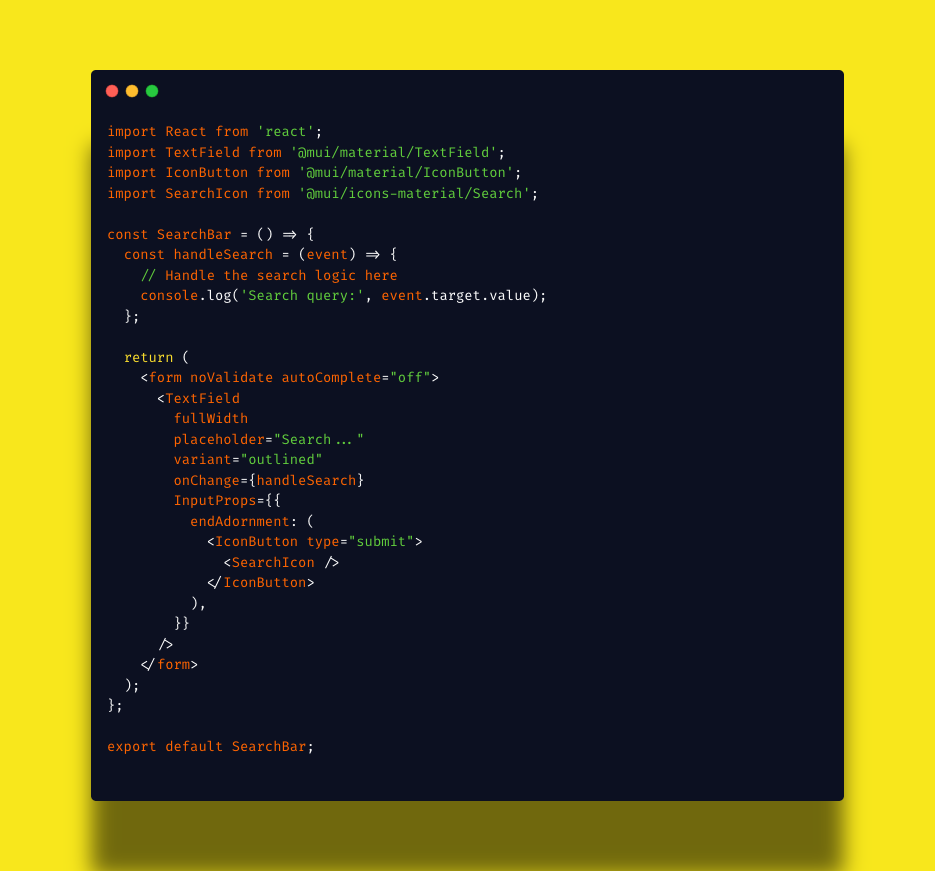 import React from 'react';
import TextField from '@mui/material/TextField';
import IconButton from '@mui/material/IconButton';
import SearchIcon from '@mui/icons-material/Search';

const SearchBar = () => {
  const handleSearch = (event) => {
    // Handle the search logic here
    console.log('Search query:', event.target.value);
  };

  return (
    <form noValidate autoComplete="off">
      <TextField
        fullWidth
        placeholder="Search..."
        variant="outlined"
        onChange={handleSearch}
        InputProps={{
          endAdornment: (
            <IconButton type="submit">
              <SearchIcon />
            </IconButton>
          ),
        }}
      />
    </form>
  );
};

export default SearchBar;